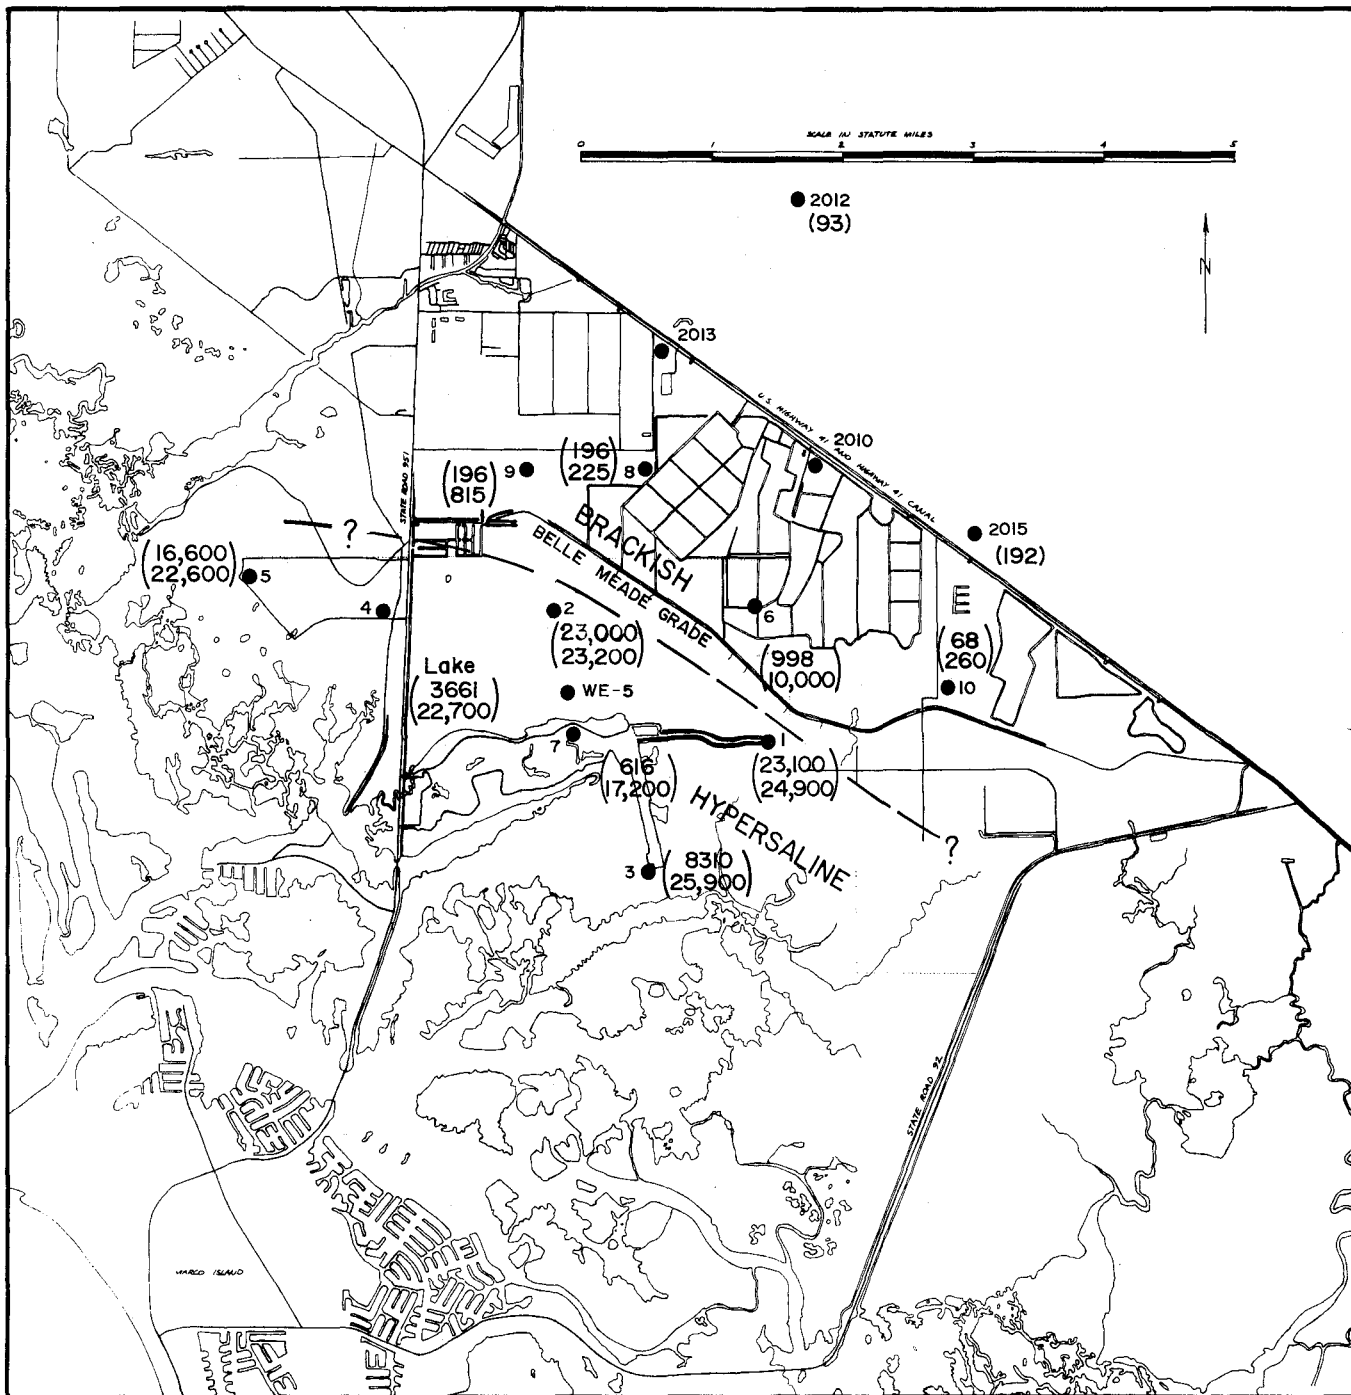 SCALE IN STATUTE MILES
0 1 2 3 4 5
2012
(93)
N
2013
U.S. HIGHWAY 41 AND HIGHWAY 41 CANAL
2010
STATE ROAD 951
(196
815)
9
(196
225)
8
2015
(192)
BRACKISH
BELLE MEADE GRADE
?
(16,600
22,600)
5
4
2
(23,000
23,200)
6
E
(68
260)
10
(998
10,000)
Lake
(3661
22,700)
WE-5
7
1
(23,100
24,900)
(616
17,200)
HYPERSALINE
?
3
(8310
25,900)
STATE ROAD 92
MARCO ISLAND